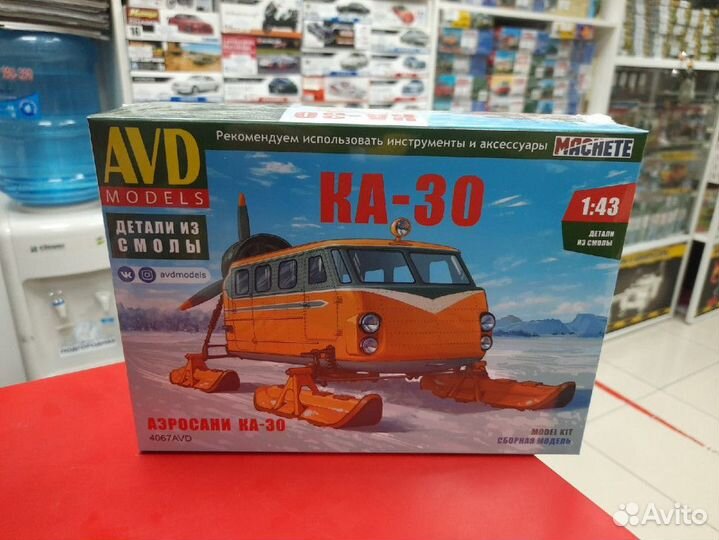 Рекомендуем использовать инструменты и аксессуары MACHETE
AVD
MODELS
КА-30
1:43
ДЕТАЛИ
ИЗ СМОЛЫ
ДЕТАЛИ ИЗ
СМОЛЫ
avdmodels
АЭРОСАНИ КА-30
4067AVD
MODEL KIT
СБОРНАЯ МОДЕЛЬ
Avito